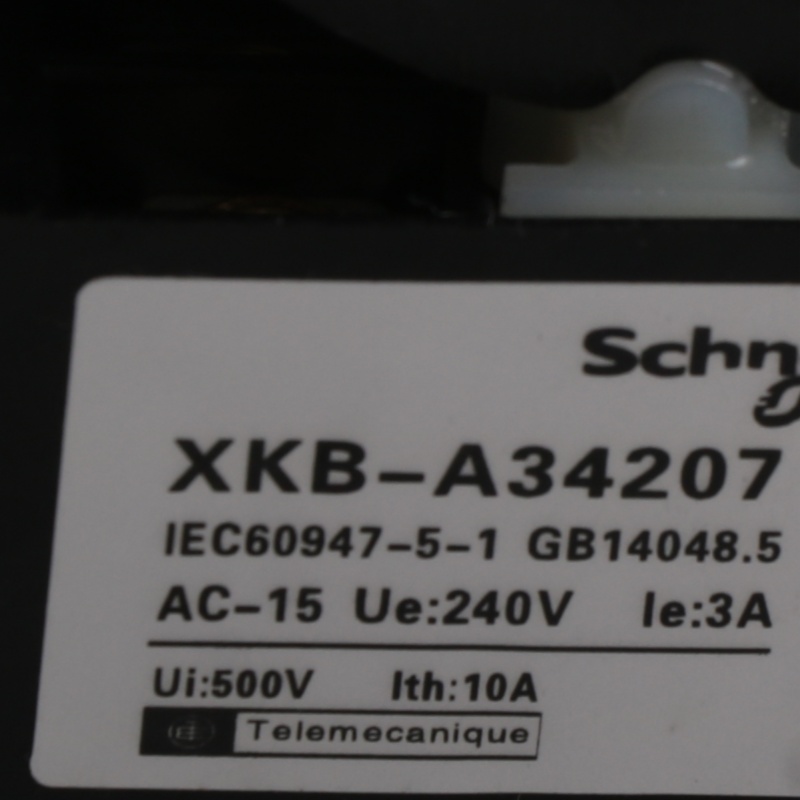 Schn
XKB-A34207
IEC60947-5-1 GB14048.5
AC-15 Ue:240V Ie:3A
Ui:500V Ith:10A
Telemecanique